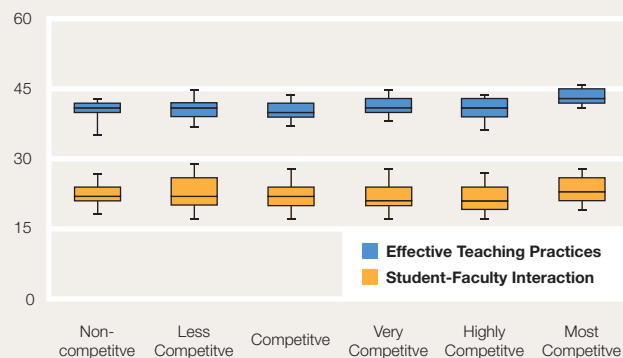 60
45
30
15
0
Effective Teaching Practices
Student-Faculty Interaction
Non-
competitve
Less
Competitve
Competitve
Very
Competitve
Highly
Competitve
Most
Competitve